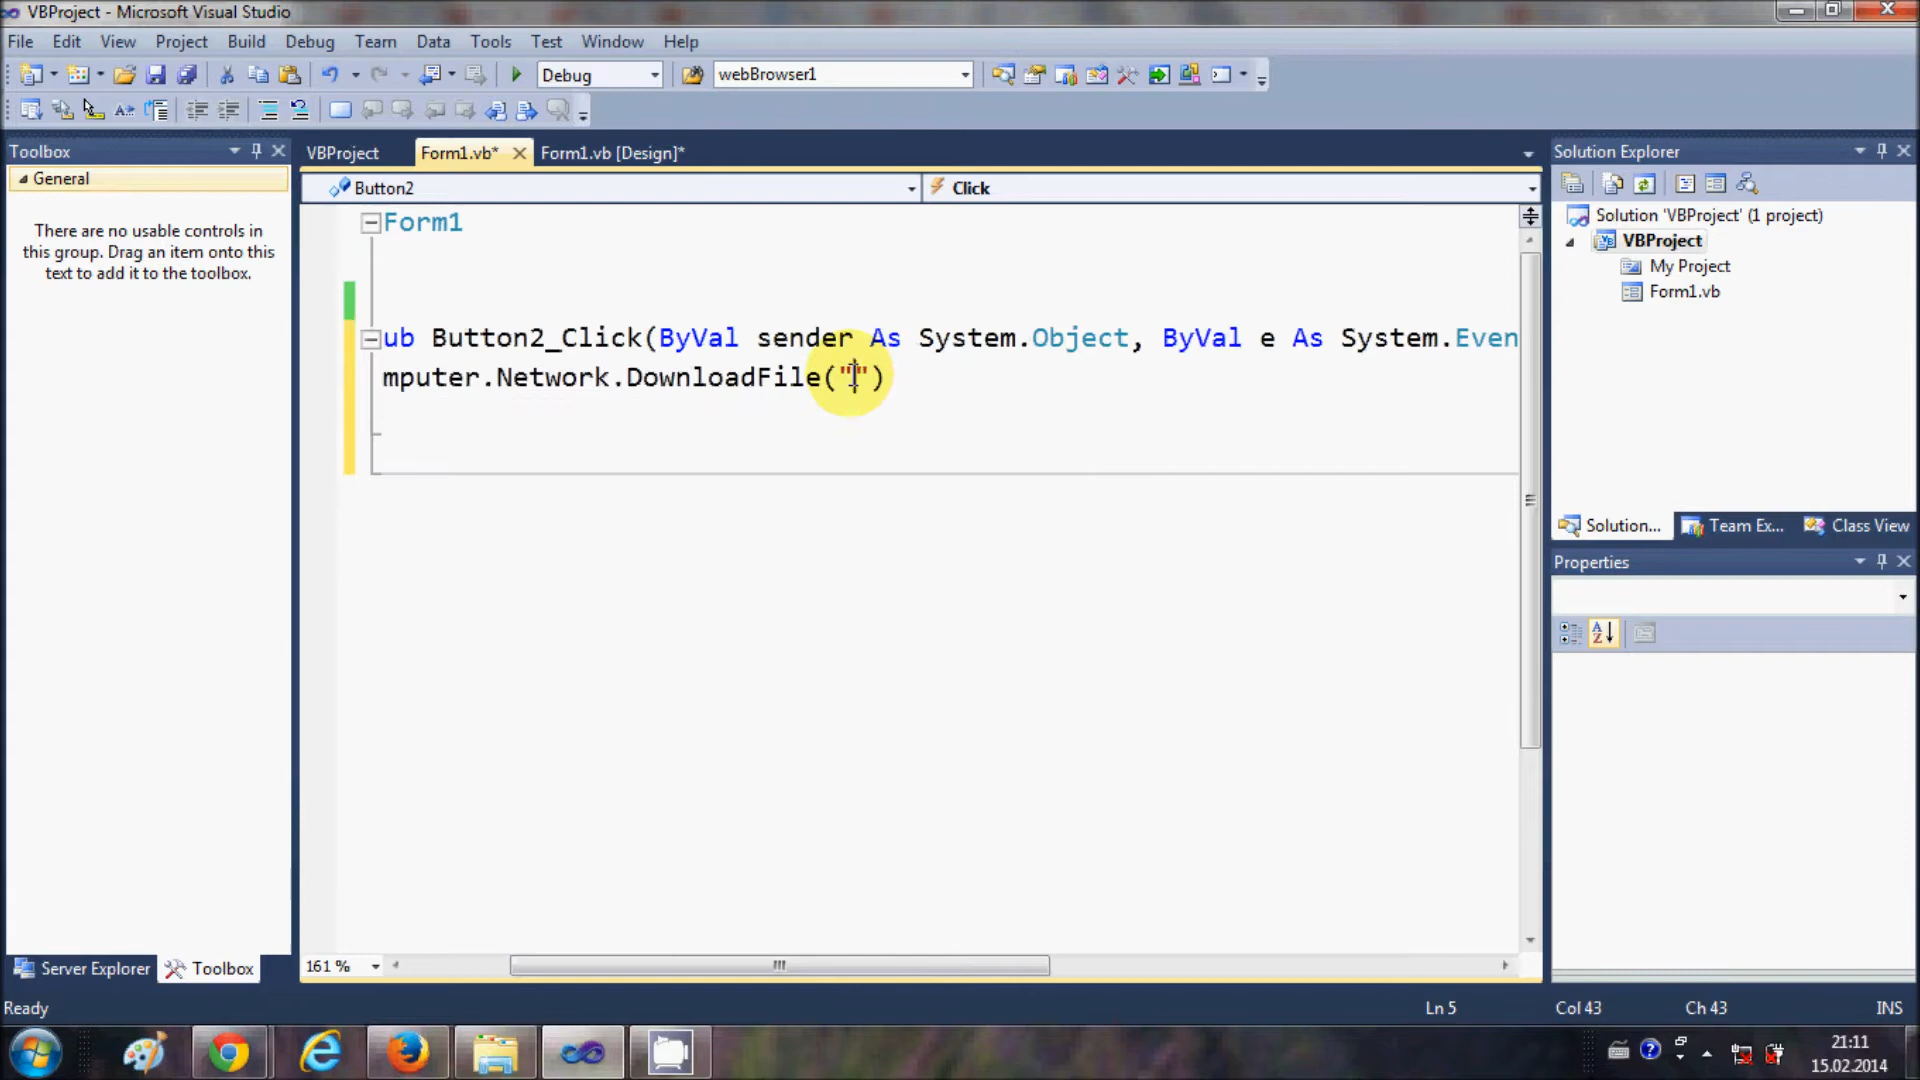 VBProject - Microsoft Visual Studio
File Edit View Project Build Debug Team Data Tools Test Window Help
Debug webBrowser1
Toolbox
General
There are no usable controls in
this group. Drag an item onto this
text to add it to the toolbox.
Server Explorer Toolbox
VBProject Form1.vb* Form1.vb [Design]*
Button2 Click
Form1
ub Button2_Click(ByVal sender As System.Object, ByVal e As System.Even
mputer.Network.DownloadFile("")
161 %
Solution Explorer
Solution 'VBProject' (1 project)
VBProject
My Project
Form1.vb
Solution... Team Ex... Class View
Properties
Ready Ln 5 Col 43 Ch 43 INS
21:11
15.02.2014